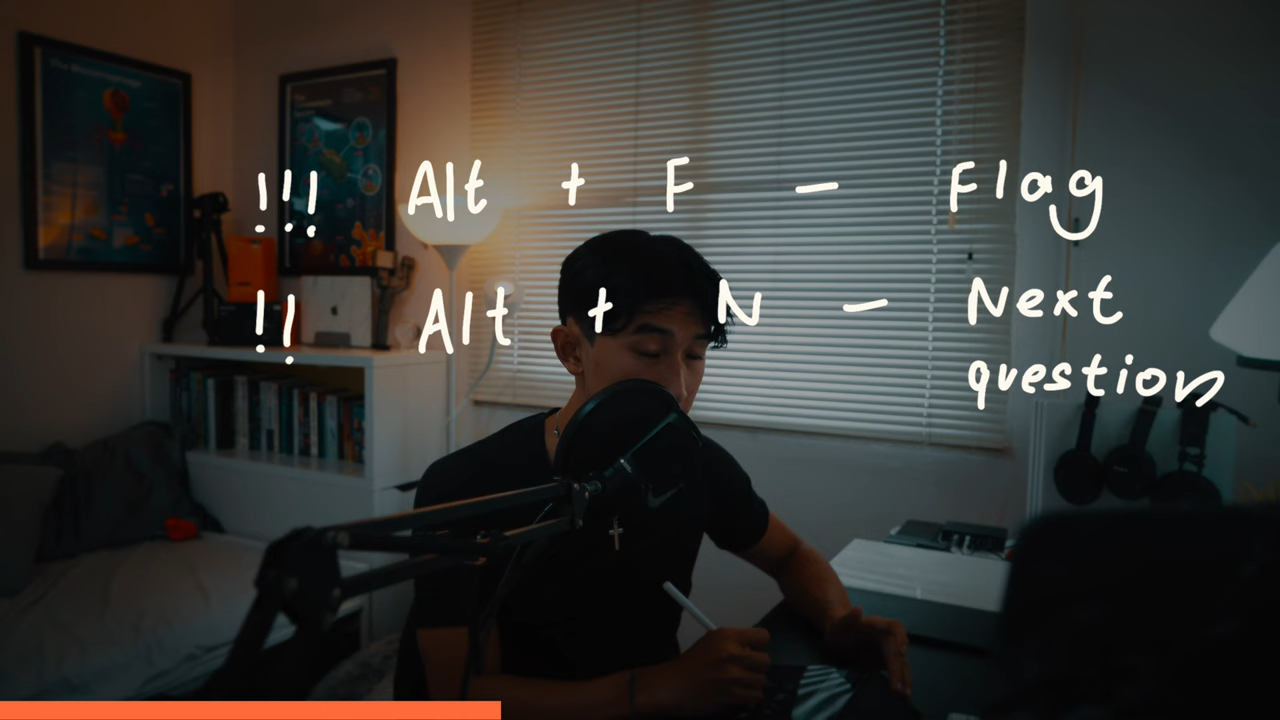 !!! Alt + F - Flag
!! Alt + N - Next
question